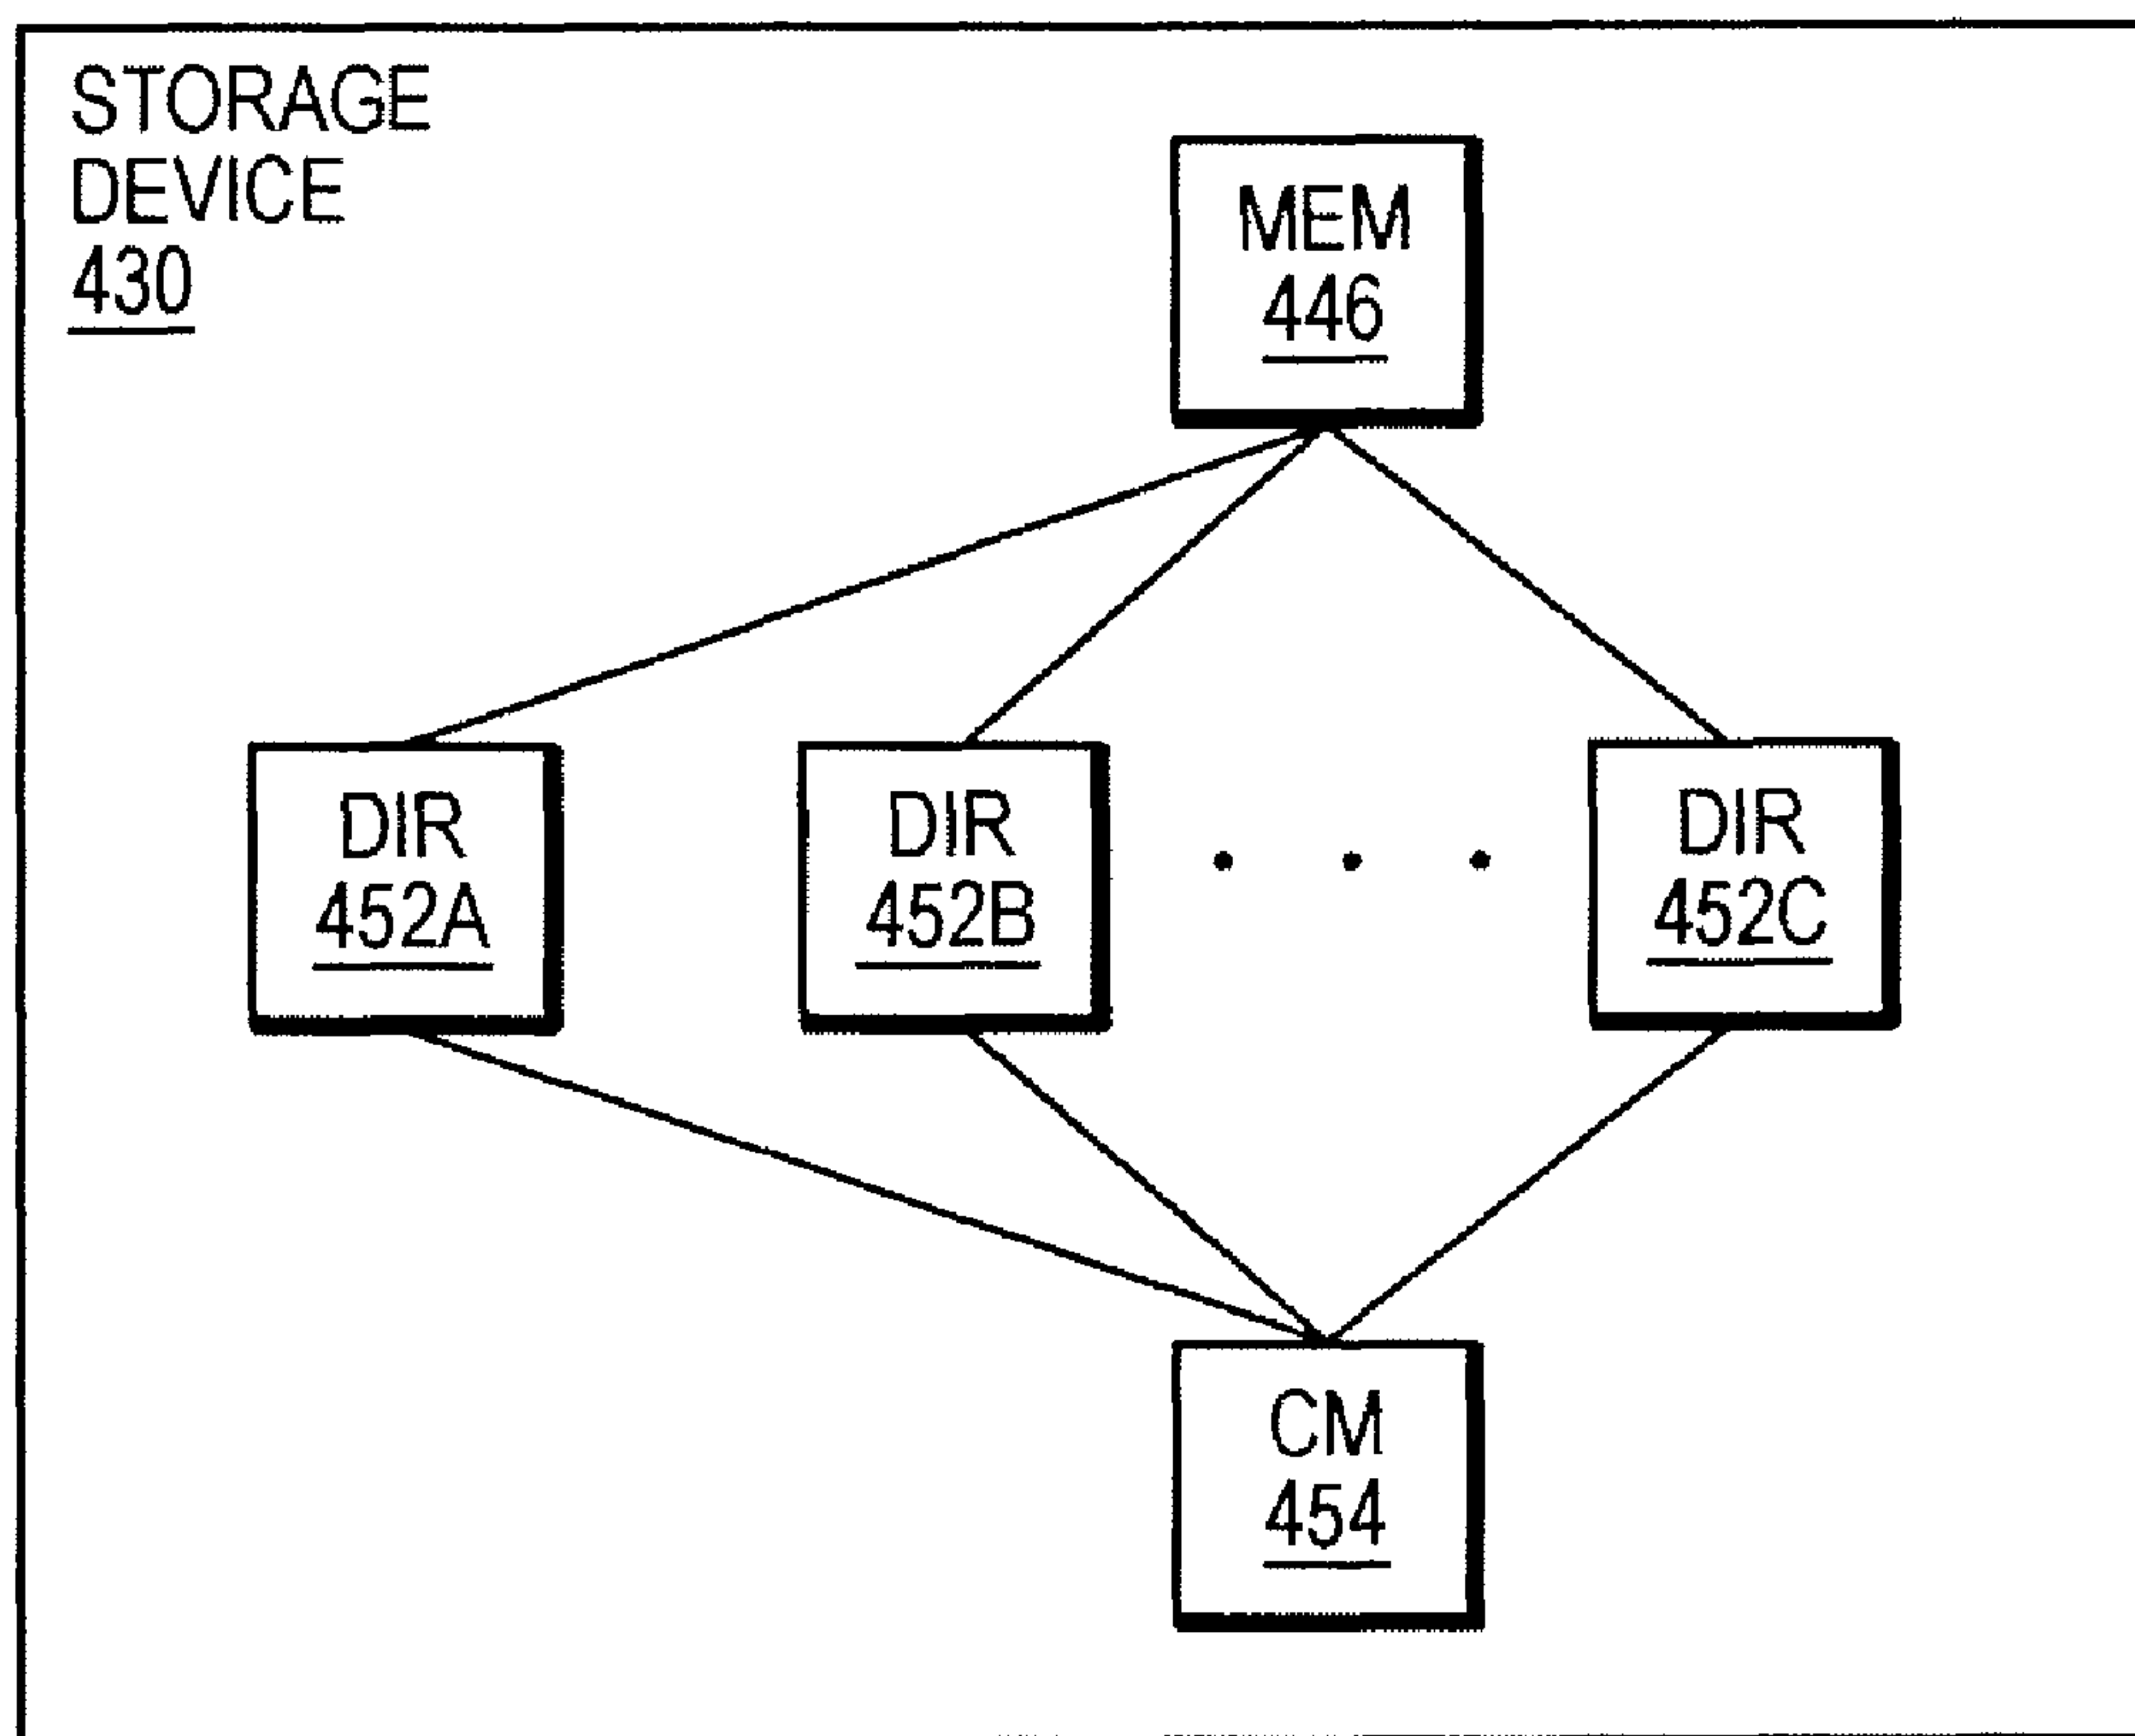 STORAGE
DEVICE
430
MEM
446
DIR
452A
DIR
452B
DIR
452C
CM
454